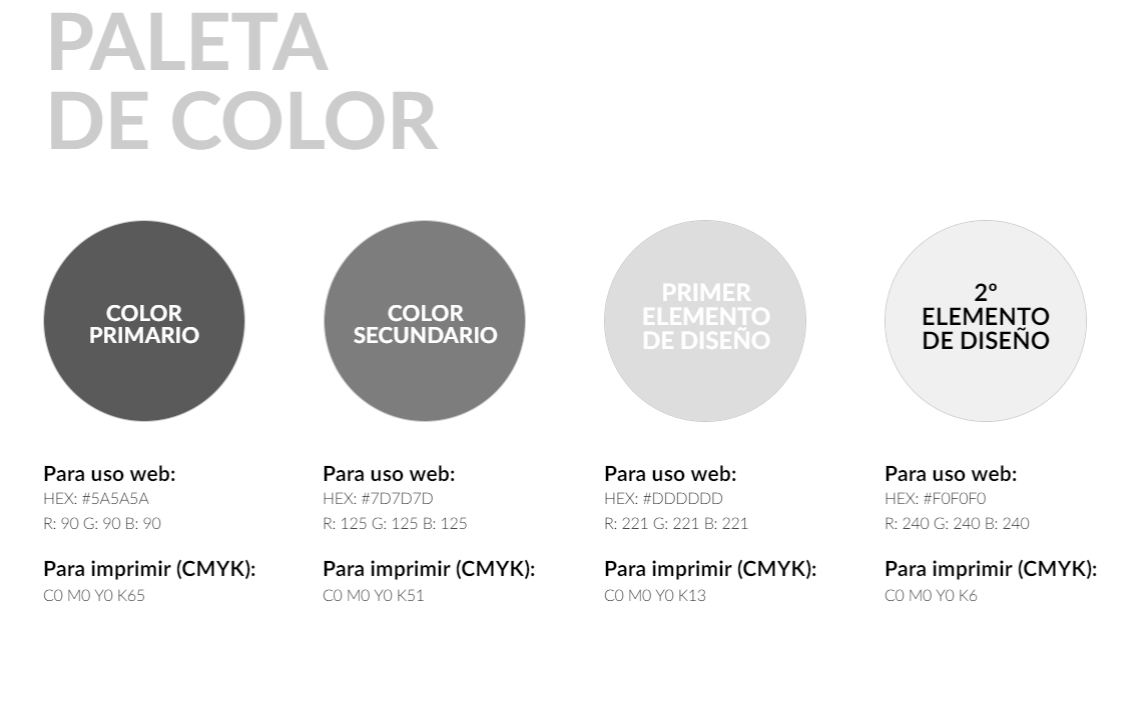 PALETA
DE COLOR
COLOR
PRIMARIO
COLOR
SECUNDARIO
PRIMER
ELEMENTO
DE DISEÑO
2º
ELEMENTO
DE DISEÑO
Para uso web:
HEX: #5A5A5A
R: 90 G: 90 B: 90
Para imprimir (CMYK):
C0 M0 Y0 K65
Para uso web:
HEX: #7D7D7D
R: 125 G: 125 B: 125
Para imprimir (CMYK):
C0 M0 Y0 K51
Para uso web:
HEX: #DDDDDD
R: 221 G: 221 B: 221
Para imprimir (CMYK):
C0 M0 Y0 K13
Para uso web:
HEX: #F0F0F0
R: 240 G: 240 B: 240
Para imprimir (CMYK):
C0 M0 Y0 K6